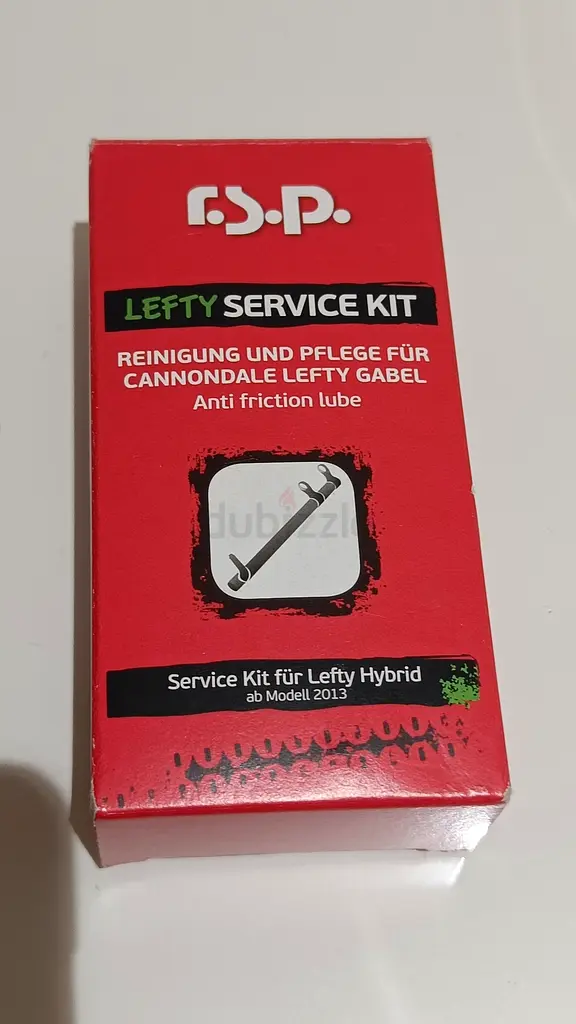 r.s.p.
LEFTY SERVICE KIT
REINIGUNG UND PFLEGE FÜR
CANNONDALE LEFTY GABEL
Anti friction lube
dubizzle
Service Kit für Lefty Hybrid
ab Modell 2013